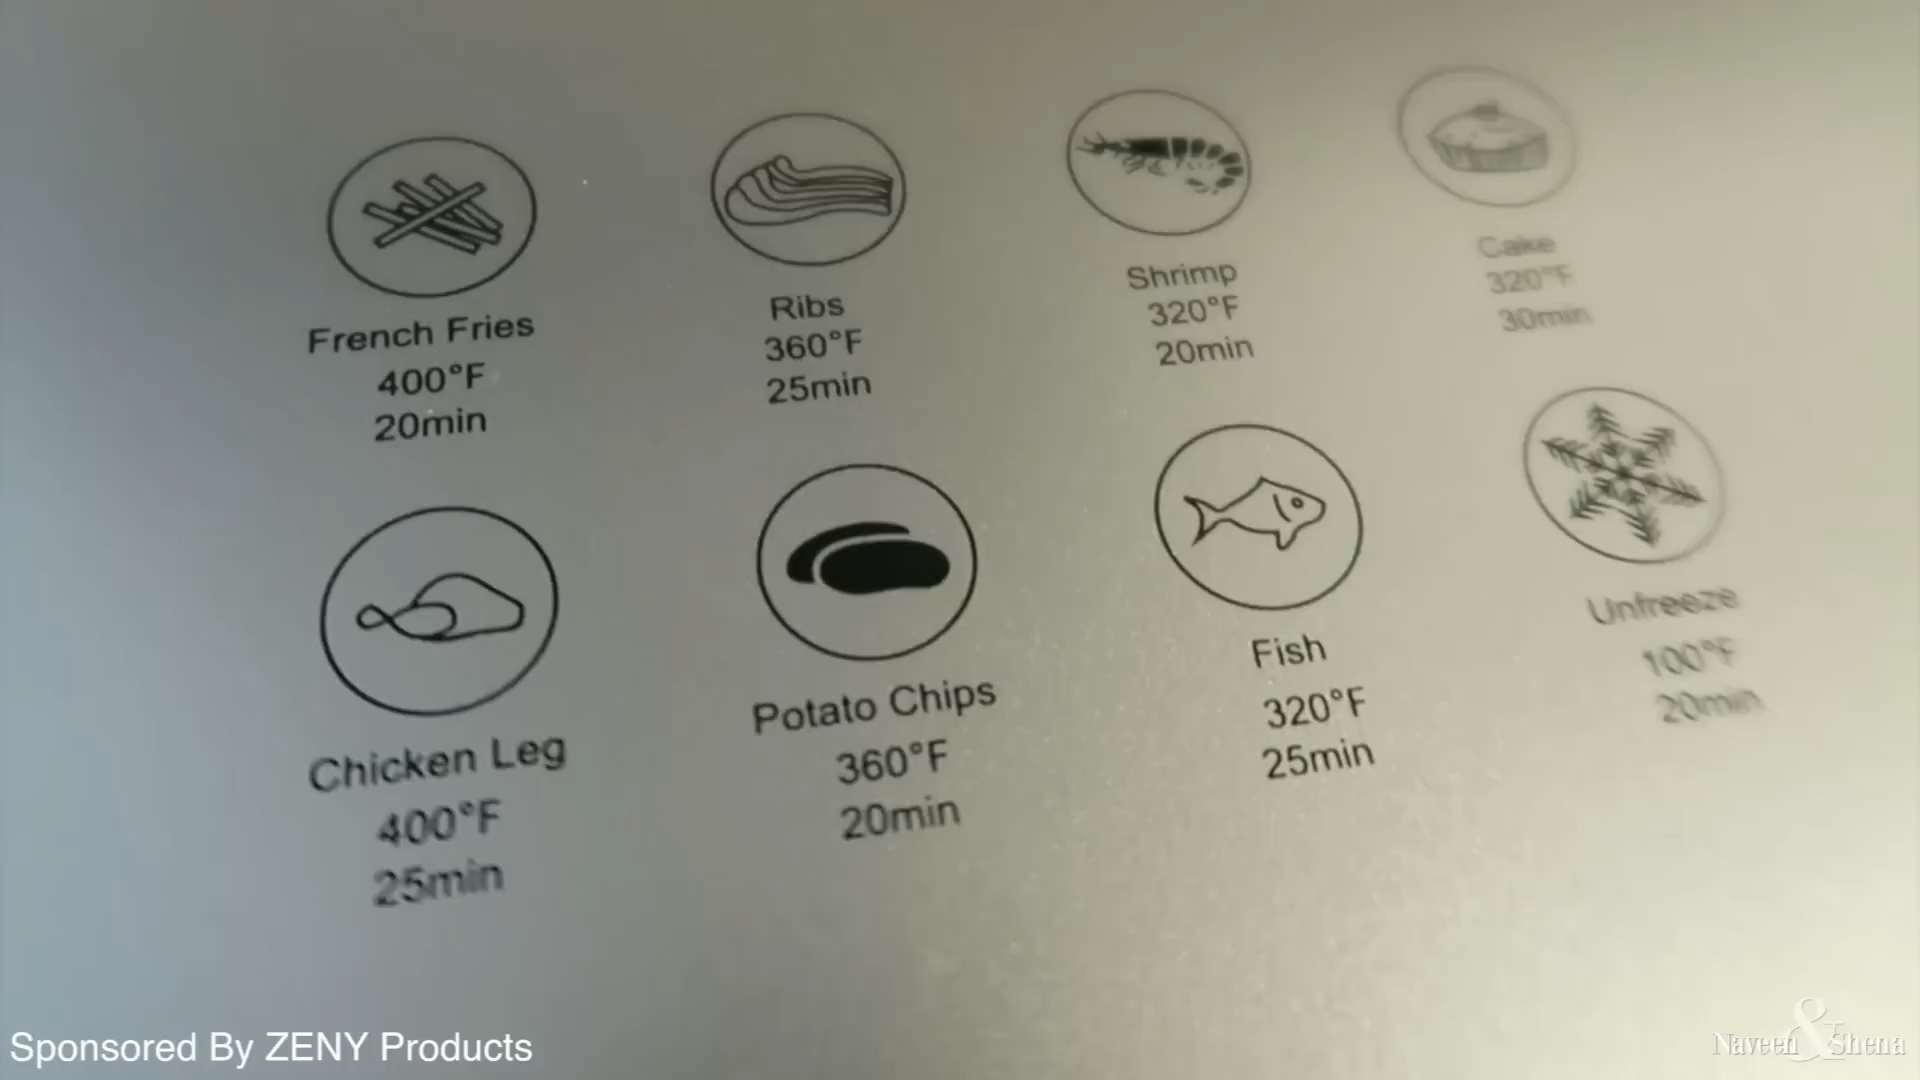 French Fries
400°F
20min
Ribs
360°F
25min
Shrimp
320°F
20min
Cake
320°F
30min
Chicken Leg
400°F
25min
Potato Chips
360°F
20min
Fish
320°F
25min
Unfreeze
100°F
20min
Sponsored By ZENY Products
Naveen & Shena